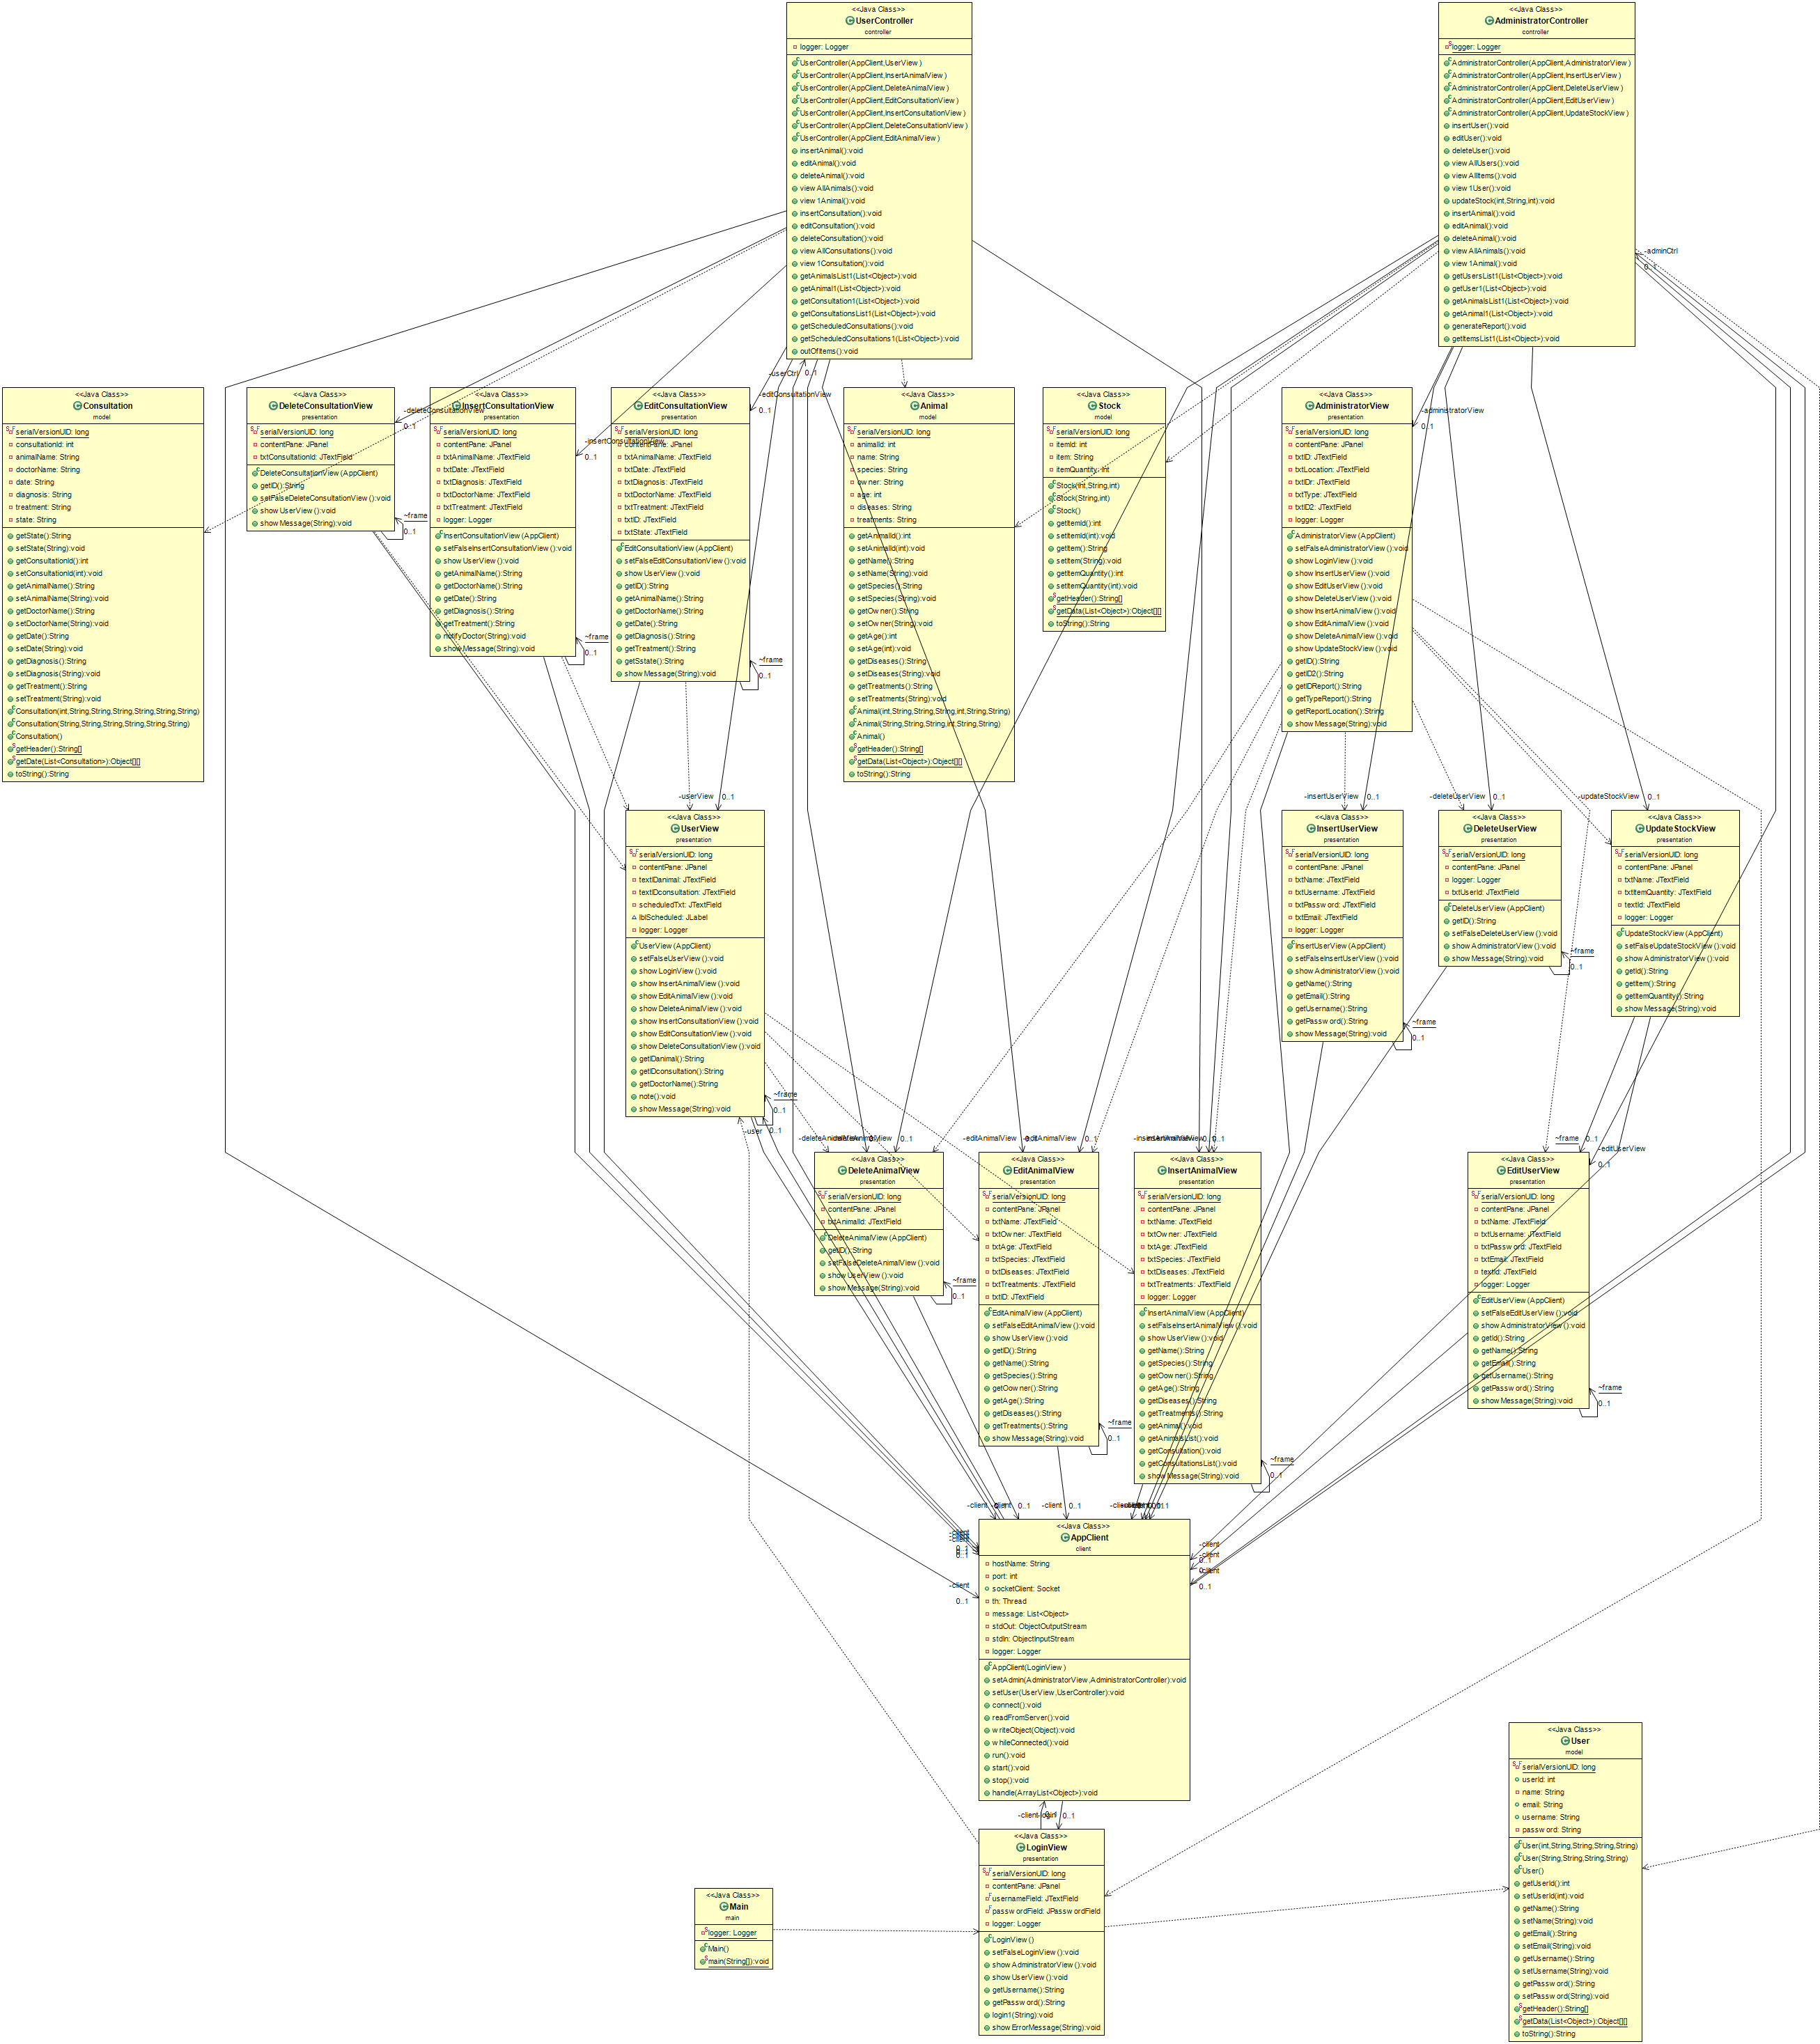 <<Java Class>>
UserController
controller
logger: Logger
UserController(AppClient,UserView)
UserController(AppClient,InsertAnimalView)
UserController(AppClient,DeleteAnimalView)
UserController(AppClient,EditConsultationView)
UserController(AppClient,InsertConsultationView)
UserController(AppClient,DeleteConsultationView)
UserController(AppClient,EditAnimalView)
insertAnimal():void
editAnimal():void
deleteAnimal():void
viewAllAnimals():void
view1Animal():void
insertConsultation():void
editConsultation():void
deleteConsultation():void
viewAllConsultations():void
view1Consultation():void
getAnimalsList1(List<Object>):void
getAnimal1(List<Object>):void
getConsultation1(List<Object>):void
getConsultationsList1(List<Object>):void
getScheduledConsultations():void
getScheduledConsultations1(List<Object>):void
outOfItems():void
<<Java Class>>
AdministratorController
controller
logger: Logger
AdministratorController(AppClient,AdministratorView)
AdministratorController(AppClient,InsertUserView)
AdministratorController(AppClient,DeleteUserView)
AdministratorController(AppClient,EditUserView)
AdministratorController(AppClient,UpdateStockView)
insertUser():void
editUser():void
deleteUser():void
viewAllUsers():void
viewAllItems():void
view1User():void
updateStock(int,String,int):void
insertAnimal():void
editAnimal():void
deleteAnimal():void
viewAllAnimals():void
view1Animal():void
getUsersList1(List<Object>):void
getUser1(List<Object>):void
getAnimalsList1(List<Object>):void
getAnimal1(List<Object>):void
generateReport():void
getItemsList1(List<Object>):void
-adminCtrl
0..1
<<Java Class>>
Consultation
model
serialVersionUID: long
consultationId: int
animalName: String
doctorName: String
date: String
diagnosis: String
treatment: String
state: String
getState():String
setState(String):void
getConsultationId():int
setConsultationId(int):void
getAnimalName():String
setAnimalName(String):void
getDoctorName():String
setDoctorName(String):void
getDate():String
setDate(String):void
getDiagnosis():String
setDiagnosis(String):void
getTreatment():String
setTreatment(String):void
Consultation(int,String,String,String,String,String,String)
Consultation(String,String,String,String,String,String)
Consultation()
getHeader():String[]
getDate(List<Consultation>):Object[][]
toString():String
<<Java Class>>
DeleteConsultationView
presentation
serialVersionUID: long
contentPane: JPanel
txtConsultationId: JTextField
DeleteConsultationView(AppClient)
getID():String
setFalseDeleteConsultationView():void
showUserView():void
showMessage(String):void
-deleteConsultationView
0..1
~frame
0..1
<<Java Class>>
InsertConsultationView
presentation
serialVersionUID: long
contentPane: JPanel
txtAnimalName: JTextField
txtDate: JTextField
txtDiagnosis: JTextField
txtDoctorName: JTextField
txtTreatment: JTextField
logger: Logger
InsertConsultationView(AppClient)
setFalseInsertConsultationView():void
showUserView():void
getAnimalName():String
getDoctorName():String
getDate():String
getDiagnosis():String
getTreatment():String
notifyDoctor(String):void
showMessage(String):void
-insertConsultationView
0..1
~frame
0..1
<<Java Class>>
EditConsultationView
presentation
serialVersionUID: long
contentPane: JPanel
txtAnimalName: JTextField
txtDate: JTextField
txtDiagnosis: JTextField
txtDoctorName: JTextField
txtTreatment: JTextField
txtID: JTextField
txtState: JTextField
EditConsultationView(AppClient)
setFalseEditConsultationView():void
showUserView():void
getID():String
getAnimalName():String
getDoctorName():String
getDate():String
getDiagnosis():String
getTreatment():String
getSstate():String
showMessage(String):void
-userCtrl
0..1
-editConsultationView
0..1
~frame
0..1
<<Java Class>>
Animal
model
serialVersionUID: long
animalId: int
name: String
species: String
owner: String
age: int
diseases: String
treatments: String
getAnimalId():int
setAnimalId(int):void
getName():String
setName(String):void
getSpecies():String
setSpecies(String):void
getOwner():String
setOwner(String):void
getAge():int
setAge(int):void
getDiseases():String
setDiseases(String):void
getTreatments():String
setTreatments(String):void
Animal(int,String,String,String,int,String,String)
Animal(String,String,String,int,String,String)
Animal()
getHeader():String[]
getData(List<Object>):Object[][]
toString():String
<<Java Class>>
Stock
model
serialVersionUID: long
itemId: int
item: String
itemQuantity: int
Stock(int,String,int)
Stock(String,int)
Stock()
getItemId():int
setItemId(int):void
getItem():String
setItem(String):void
getItemQuantity():int
setItemQuantity(int):void
getHeader():String[]
getData(List<Object>):Object[][]
toString():String
<<Java Class>>
AdministratorView
presentation
serialVersionUID: long
contentPane: JPanel
txtID: JTextField
txtLocation: JTextField
txtIDr: JTextField
txtType: JTextField
txtID2: JTextField
logger: Logger
AdministratorView(AppClient)
setFalseAdministratorView():void
showLoginView():void
showInsertUserView():void
showEditUserView():void
showDeleteUserView():void
showInsertAnimalView():void
showEditAnimalView():void
showDeleteAnimalView():void
showUpdateStockView():void
getID():String
getID2():String
getIDReport():String
getTypeReport():String
getReportLocation():String
showMessage(String):void
-administratorView
0..1
-userView
0..1
<<Java Class>>
UserView
presentation
serialVersionUID: long
contentPane: JPanel
textIDanimal: JTextField
textIDconsultation: JTextField
scheduledTxt: JTextField
lblScheduled: JLabel
logger: Logger
UserView(AppClient)
setFalseUserView():void
showLoginView():void
showInsertAnimalView():void
showEditAnimalView():void
showDeleteAnimalView():void
showInsertConsultationView():void
showEditConsultationView():void
showDeleteConsultationView():void
getIDanimal():String
getIDconsultation():String
getDoctorName():String
note():void
showMessage(String):void
~frame
0..1
-user
0..1
-insertUserView
0..1
<<Java Class>>
InsertUserView
presentation
serialVersionUID: long
contentPane: JPanel
txtName: JTextField
txtUsername: JTextField
txtPassword: JTextField
txtEmail: JTextField
logger: Logger
InsertUserView(AppClient)
setFalseInsertUserView():void
showAdministratorView():void
getName():String
getEmail():String
getUsername():String
getPassword():String
showMessage(String):void
~frame
0..1
-deleteUserView
0..1
<<Java Class>>
DeleteUserView
presentation
serialVersionUID: long
contentPane: JPanel
logger: Logger
txtUserId: JTextField
DeleteUserView(AppClient)
getID():String
setFalseDeleteUserView():void
showAdministratorView():void
showMessage(String):void
~frame
0..1
-updateStockView
0..1
<<Java Class>>
UpdateStockView
presentation
serialVersionUID: long
contentPane: JPanel
txtName: JTextField
txtItemQuantity: JTextField
textId: JTextField
logger: Logger
UpdateStockView(AppClient)
setFalseUpdateStockView():void
showAdministratorView():void
getId():String
getItem():String
getItemQuantity():String
showMessage(String):void
~frame
0..1
-deleteAnimalView
0..1
<<Java Class>>
DeleteAnimalView
presentation
serialVersionUID: long
contentPane: JPanel
txtAnimalId: JTextField
DeleteAnimalView(AppClient)
getID():String
setFalseDeleteAnimalView():void
showUserView():void
showMessage(String):void
~frame
0..1
-editAnimalView
-editAnimalView
0..1
<<Java Class>>
EditAnimalView
presentation
serialVersionUID: long
contentPane: JPanel
txtName: JTextField
txtOwner: JTextField
txtAge: JTextField
txtSpecies: JTextField
txtDiseases: JTextField
txtTreatments: JTextField
txtID: JTextField
EditAnimalView(AppClient)
setFalseEditAnimalView():void
showUserView():void
getID():String
getName():String
getSpecies():String
getOowner():String
getAge():String
getDiseases():String
getTreatments():String
showMessage(String):void
~frame
0..1
-insertAnimalView
0..1
<<Java Class>>
InsertAnimalView
presentation
serialVersionUID: long
contentPane: JPanel
txtName: JTextField
txtOwner: JTextField
txtAge: JTextField
txtSpecies: JTextField
txtDiseases: JTextField
txtTreatments: JTextField
logger: Logger
InsertAnimalView(AppClient)
setFalseInsertAnimalView():void
showUserView():void
getName():String
getSpecies():String
getOowner():String
getAge():String
getDiseases():String
getTreatments():String
getAnimal():void
getAnimalsList():void
getConsultation():void
getConsultationsList():void
showMessage(String):void
~frame
0..1
-editUserView
0..1
<<Java Class>>
EditUserView
presentation
serialVersionUID: long
contentPane: JPanel
txtName: JTextField
txtUsername: JTextField
txtPassword: JTextField
txtEmail: JTextField
textId: JTextField
logger: Logger
EditUserView(AppClient)
setFalseEditUserView():void
showAdministratorView():void
getId():String
getName():String
getEmail():String
getUsername():String
getPassword():String
showMessage(String):void
~frame
0..1
-client
0..1
-client
0..1
-client
0..1
<<Java Class>>
AppClient
client
hostName: String
port: int
socketClient: Socket
th: Thread
message: List<Object>
stdOut: ObjectOutputStream
stdIn: ObjectInputStream
logger: Logger
AppClient(LoginView)
setAdmin(AdministratorView,AdministratorController):void
setUser(UserView,UserController):void
connect():void
readFromServer():void
writeObject(Object):void
whileConnected():void
run():void
start():void
stop():void
handle(ArrayList<Object>):void
-client
0..1
-client
0..1
-client
0..1
-client
-login
0..1
<<Java Class>>
LoginView
presentation
serialVersionUID: long
contentPane: JPanel
usernameField: JTextField
passwordField: JPasswordField
logger: Logger
LoginView()
setFalseLoginView():void
showAdministratorView():void
showUserView():void
getUsername():String
getPassword():String
login1(String):void
showErrorMessage(String):void
<<Java Class>>
Main
main
logger: Logger
Main()
main(String[]):void
<<Java Class>>
User
model
serialVersionUID: long
userId: int
name: String
email: String
username: String
password: String
User(int,String,String,String,String)
User(String,String,String,String)
User()
getUserId():int
setUserId(int):void
getName():String
setName(String):void
getEmail():String
setEmail(String):void
getUsername():String
setUsername(String):void
getPassword():String
setPassword(String):void
getHeader():String[]
getData(List<Object>):Object[][]
toString():String